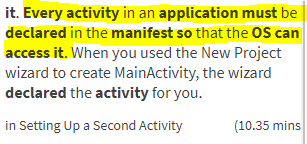 it. Every activity in an application must be
declared in the manifest so that the OS can
access it. When you used the New Project
wizard to create MainActivity, the wizard
declared the activity for you.
in Setting Up a Second Activity (10.35 mins